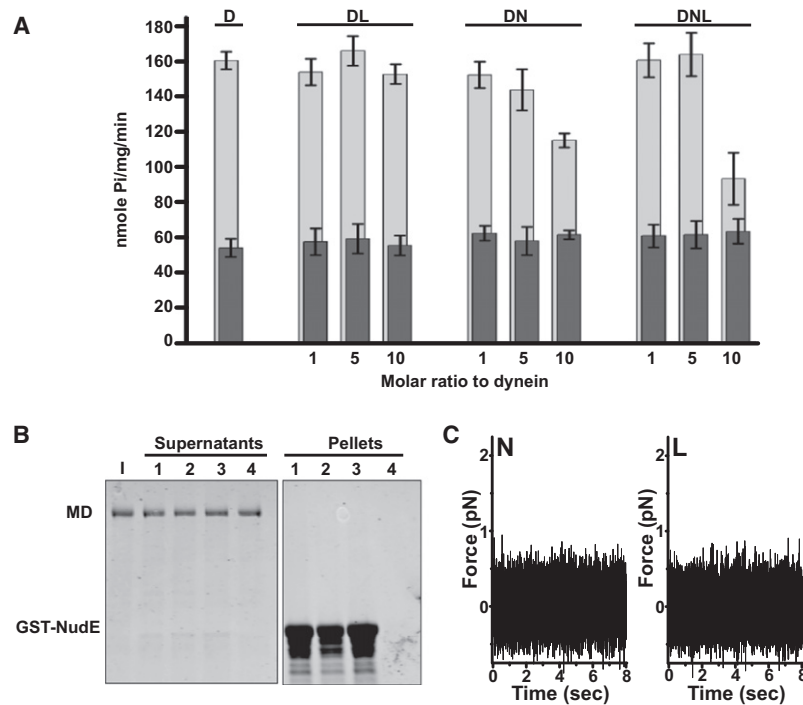 A
D DL DN DNL
180
160
140
120
100
80
60
40
20
0
nmole Pi/mg/min
1 5 10 1 5 10 1 5 10
Molar ratio to dynein
B
Supernatants Pellets
I 1 2 3 4 1 2 3 4
MD
GST-NudE
C
N L
2 2
1 1
0 0
Force (pN) Force (pN)
0 2 4 6 8 0 2 4 6 8
Time (sec) Time (sec)